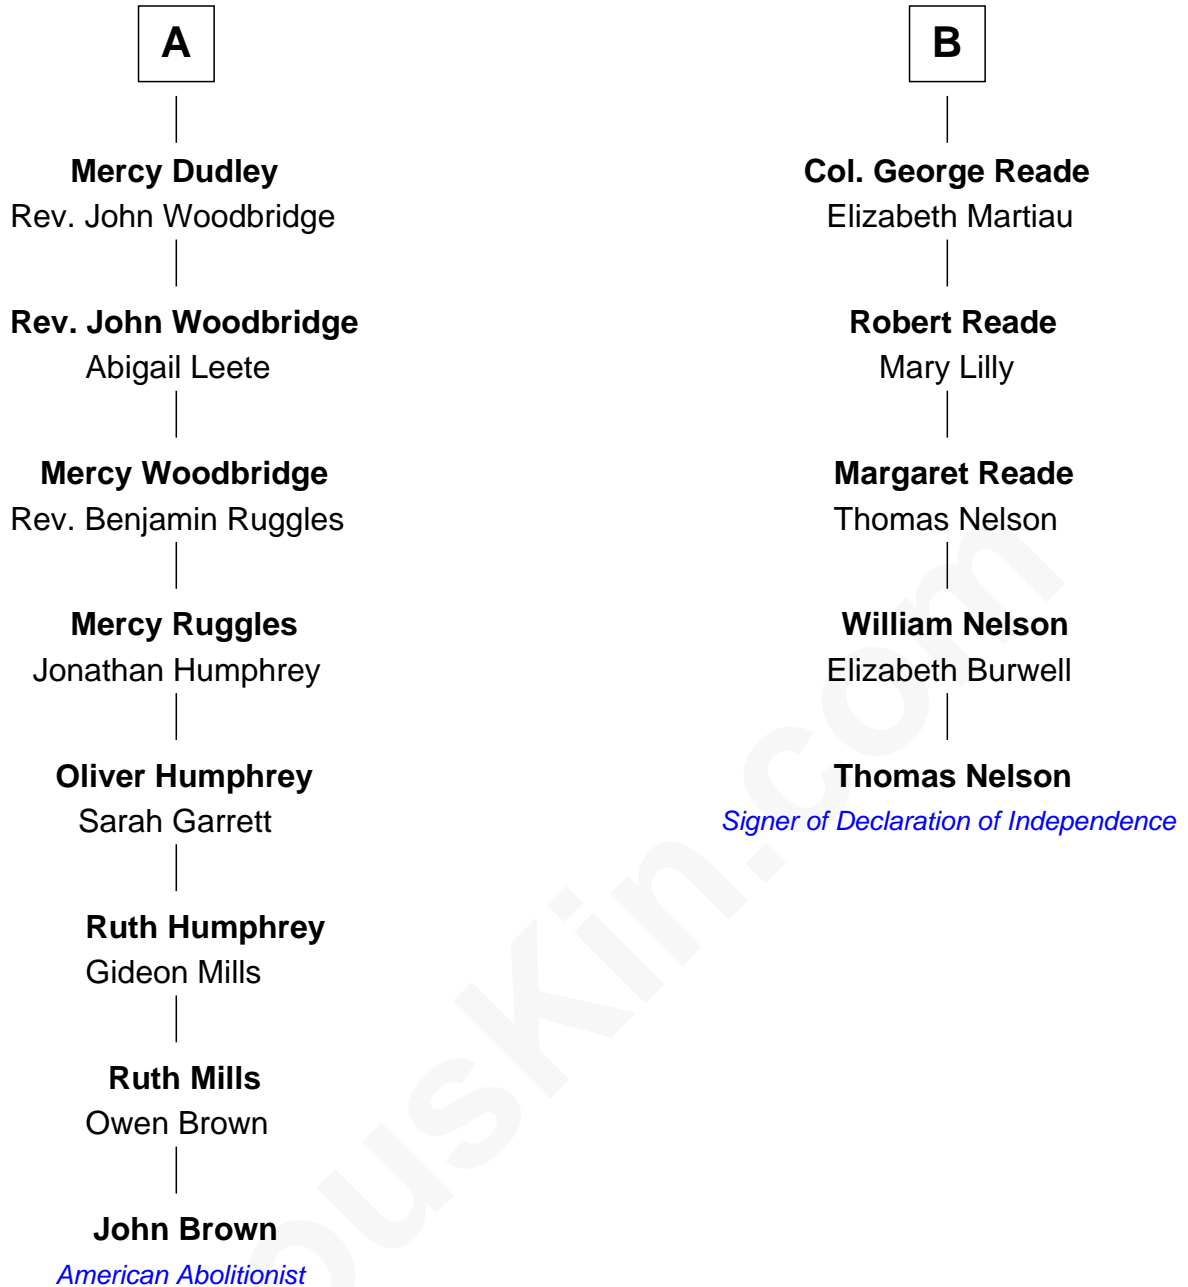 A
Mercy Dudley
Rev. John Woodbridge
Rev. John Woodbridge
Abigail Leete
Mercy Woodbridge
Rev. Benjamin Ruggles
Mercy Ruggles
Jonathan Humphrey
Oliver Humphrey
Sarah Garrett
Ruth Humphrey
Gideon Mills
Ruth Mills
Owen Brown
John Brown
American Abolitionist
B
Col. George Reade
Elizabeth Martiau
Robert Reade
Mary Lilly
Margaret Reade
Thomas Nelson
William Nelson
Elizabeth Burwell
Thomas Nelson
Signer of Declaration of Independence
ousKin.com